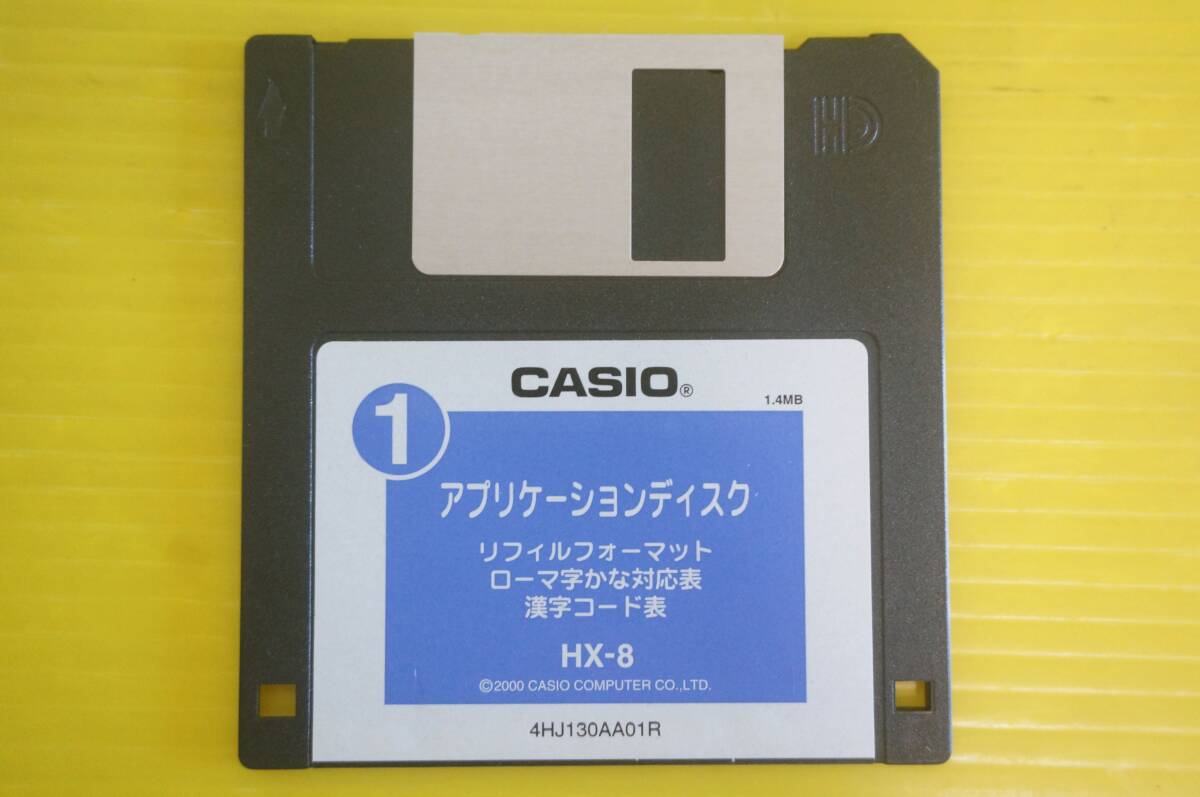 HD
CASIO®
1.4MB
1
アプリケーションディスク
リフィルフォーマット
ローマ字かな対応表
漢字コード表
HX-8
©2000 CASIO COMPUTER CO.,LTD.
4HJ130AA01R